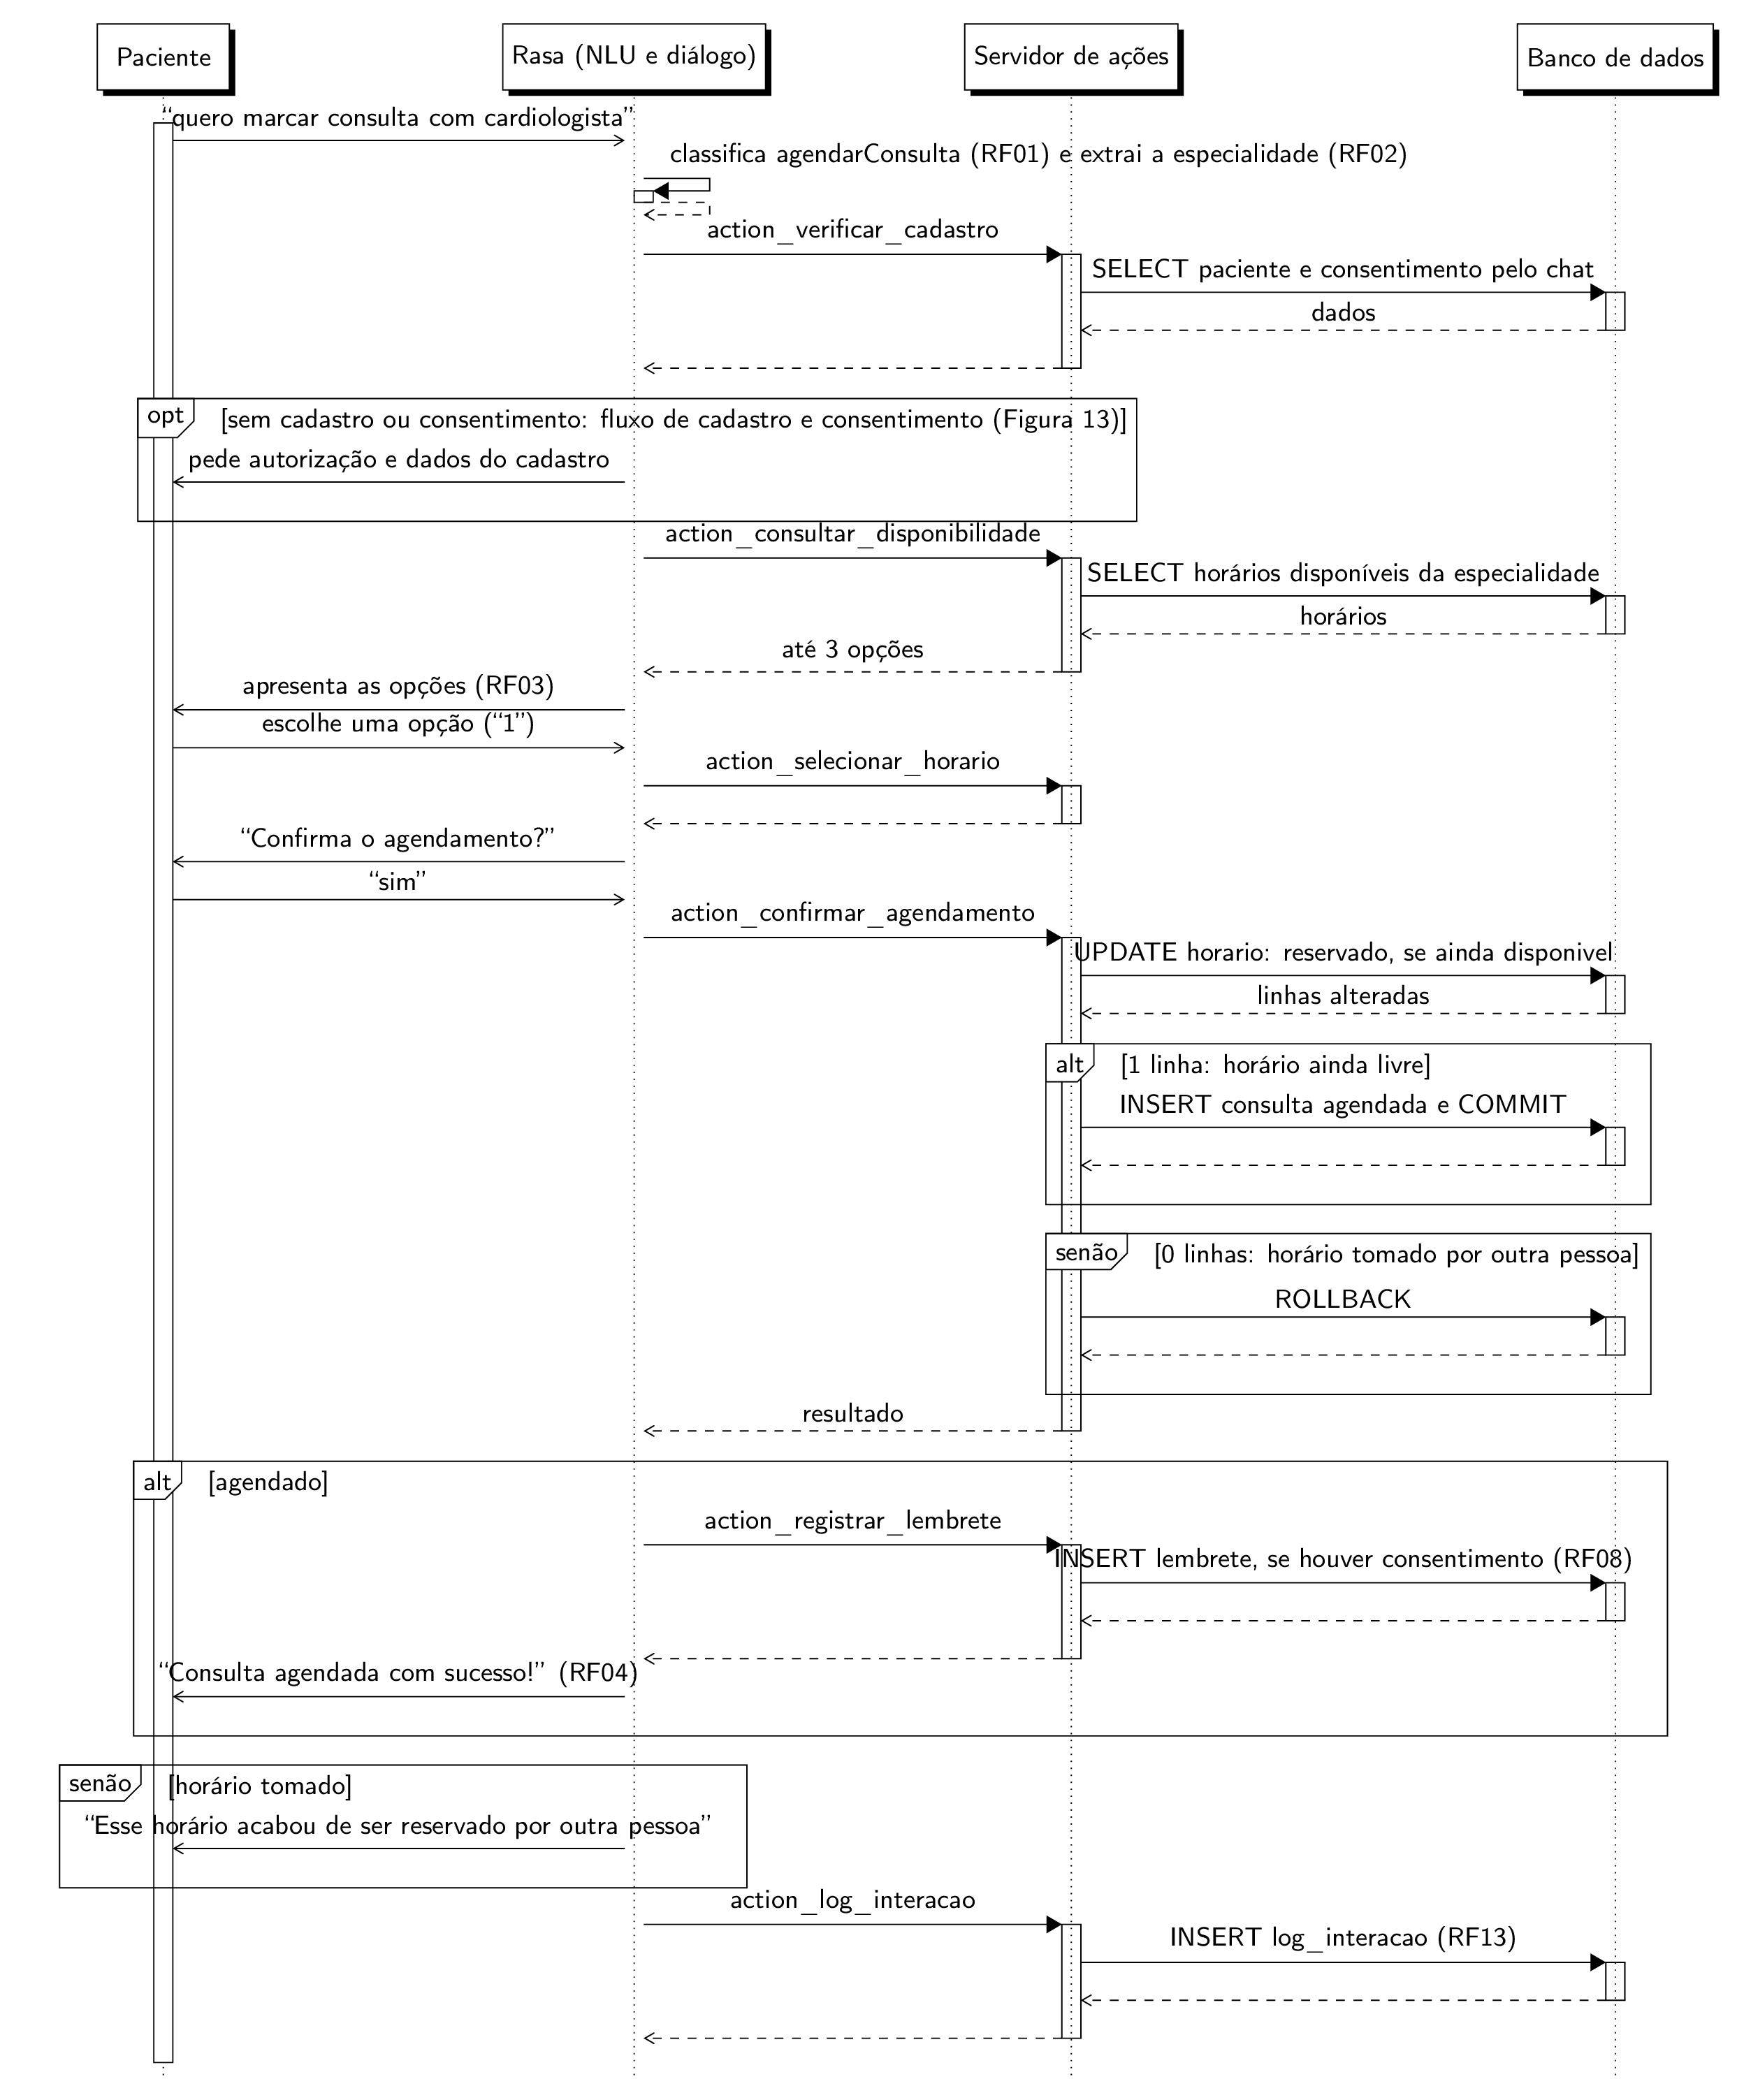 Paciente
Rasa (NLU e diálogo)
Servidor de ações
Banco de dados
“quero marcar consulta com cardiologista”
classifica agendarConsulta (RF01) e extrai a especialidade (RF02)
action_verificar_cadastro
SELECT paciente e consentimento pelo chat
dados
opt
[sem cadastro ou consentimento: fluxo de cadastro e consentimento (Figura 13)]
pede autorização e dados do cadastro
action_consultar_disponibilidade
SELECT horários disponíveis da especialidade
horários
até 3 opções
apresenta as opções (RF03)
escolhe uma opção (“1”)
action_selecionar_horario
“Confirma o agendamento?”
“sim”
action_confirmar_agendamento
UPDATE horario: reservado, se ainda disponivel
linhas alteradas
alt
[1 linha: horário ainda livre]
INSERT consulta agendada e COMMIT
senão
[0 linhas: horário tomado por outra pessoa]
ROLLBACK
resultado
alt
[agendado]
action_registrar_lembrete
INSERT lembrete, se houver consentimento (RF08)
“Consulta agendada com sucesso!” (RF04)
senão
[horário tomado]
“Esse horário acabou de ser reservado por outra pessoa”
action_log_interacao
INSERT log_interacao (RF13)